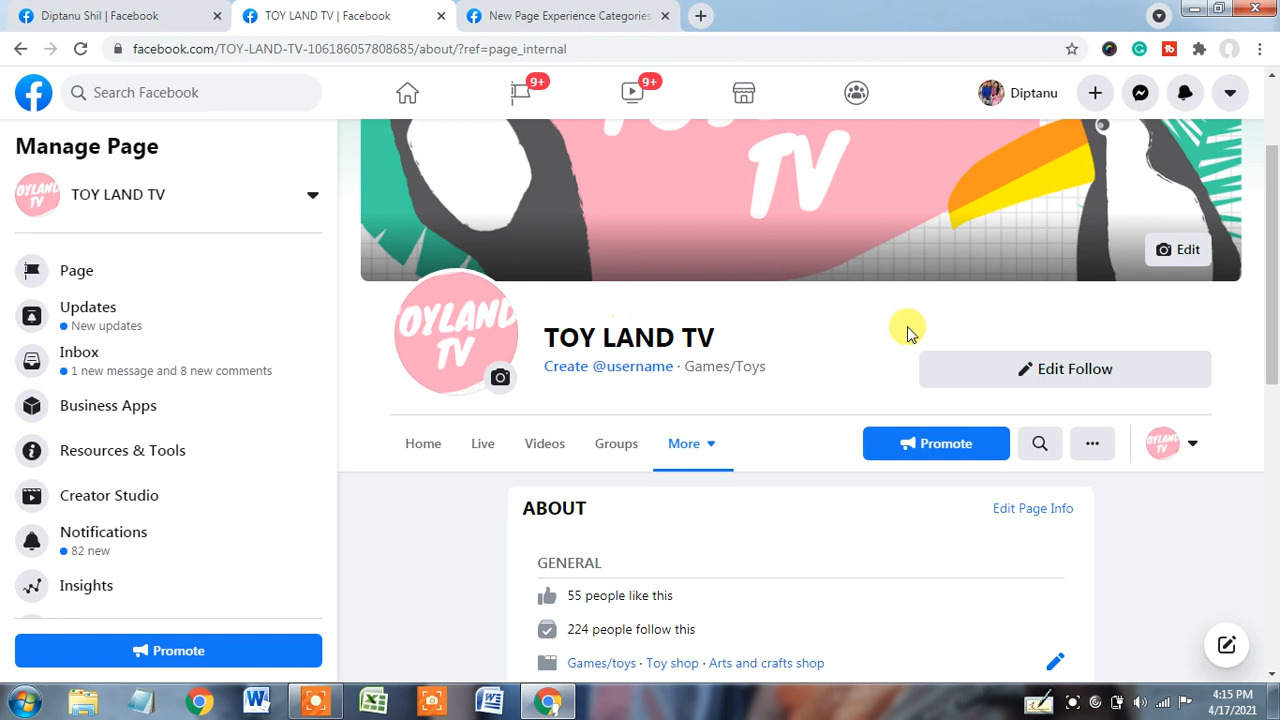 Diptanu Shil | Facebook
TOY LAND TV | Facebook
New Page Experience Categories
facebook.com/TOY-LAND-TV-106186057808685/about/?ref=page_internal
Search Facebook
9+
9+
Diptanu
Manage Page
TOY LAND TV
Page
Updates
New updates
Inbox
1 new message and 8 new comments
Business Apps
Resources & Tools
Creator Studio
Notifications
82 new
Insights
Promote
TV
Edit
OYLAND
TV
TOY LAND TV
Create @username · Games/Toys
Edit Follow
Home
Live
Videos
Groups
More
Promote
ABOUT
Edit Page Info
GENERAL
55 people like this
224 people follow this
Games/toys · Toy shop · Arts and crafts shop
4:15 PM
4/17/2021